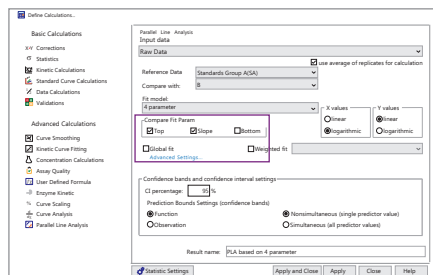 Define Calculations...
Basic Calculations
X-Y Corrections
σ Statistics
Kinetic Calculations
Standard Curve Calculations
Data Calculations
Validations
Advanced Calculations
Curve Smoothing
Kinetic Curve Fitting
Concentration Calculations
Assay Quality
User Defined Formula
Enzyme Kinetic
Curve Scaling
Curve Analysis
Parallel Line Analysis
Parallel Line Analysis
Input data
Raw Data
use average of replicates for calculation
Reference Data Standards Group A(SA)
Compare with: B
Fit model:
4 parameter
X values
linear
logarithmic
Y values
linear
logarithmic
Compare Fit Param
Top Slope Bottom
Global fit Weighted fit
Advanced Settings...
Confidence bands and confidence interval settings
CI percentage: 95 %
Prediction Bounds Settings (confidence bands)
Function Nonsimultaneous (single predictor value)
Observation Simultaneous (all predictor values)
Result name: PLA based on 4 parameter
Statistic Settings Apply and Close Apply Close Help